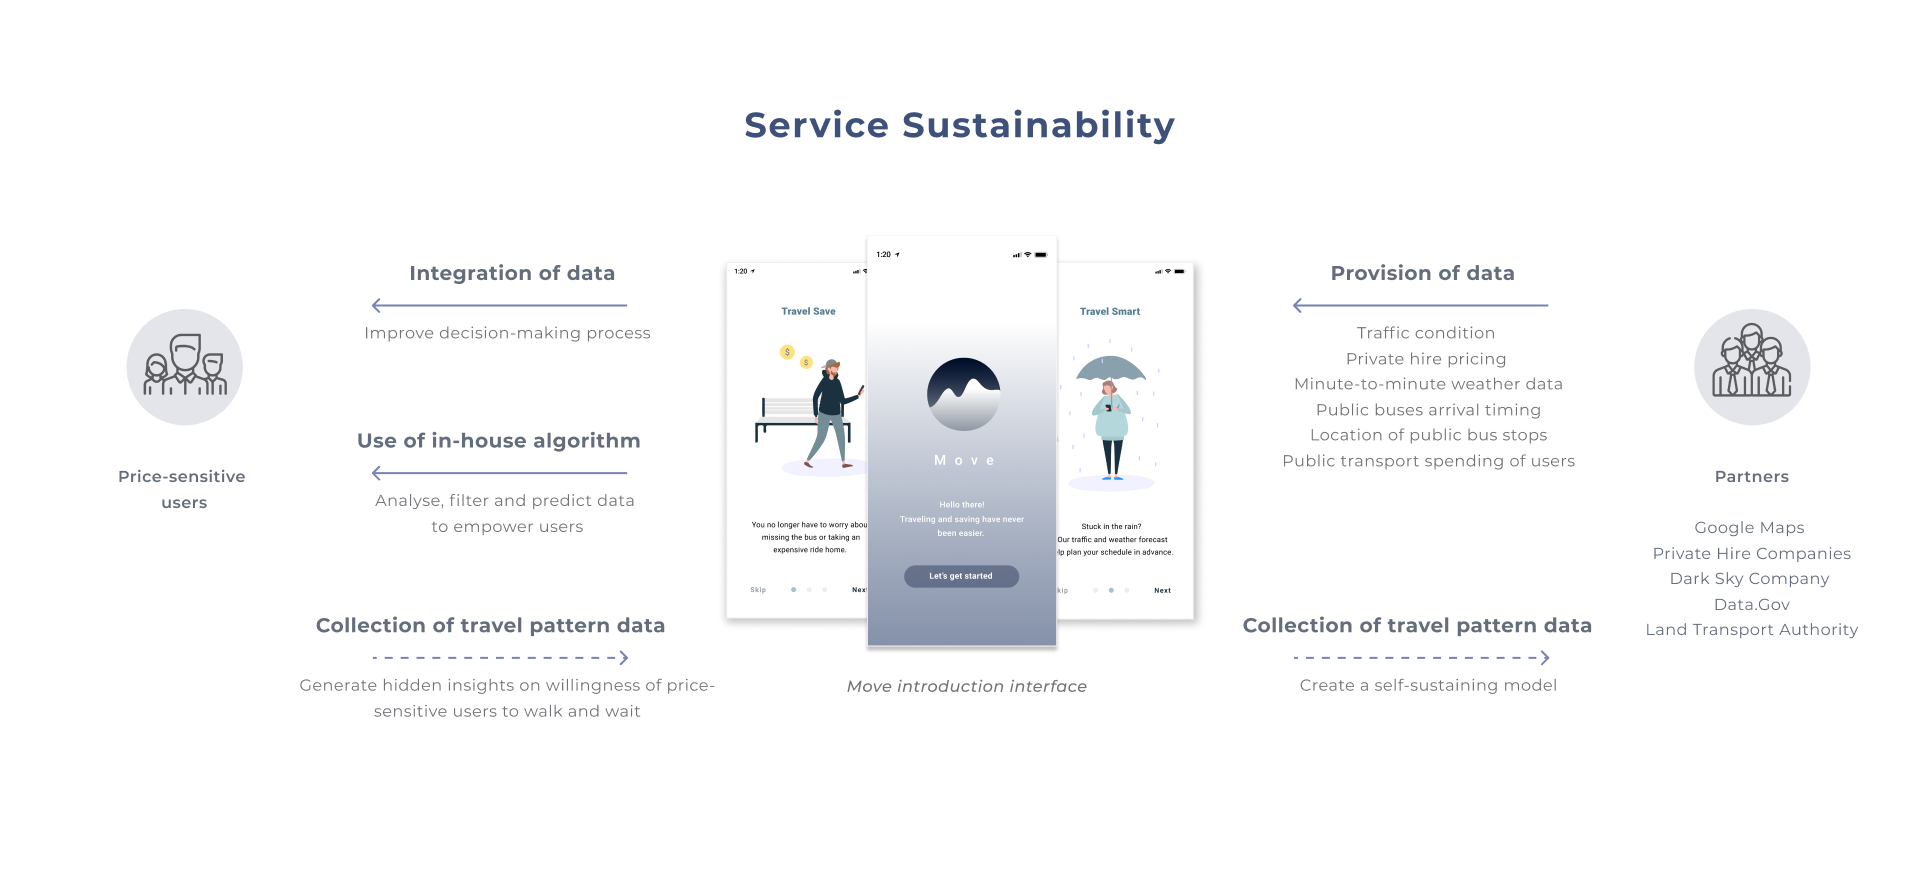 Service Sustainability
Price-sensitive
users
Integration of data
Improve decision-making process
Use of in-house algorithm
Analyse, filter and predict data
to empower users
Collection of travel pattern data
Generate hidden insights on willingness of price-
sensitive users to walk and wait
1:20
Travel Save
$
$
You no longer have to worry abou
missing the bus or taking an
expensive ride home.
Skip
Next
1:20
Move
Hello there!
Traveling and saving have never
been easier.
Let's get started
Travel Smart
Stuck in the rain?
Our traffic and weather forecast
lp plan your schedule in advance.
kip
Next
Move introduction interface
Provision of data
Traffic condition
Private hire pricing
Minute-to-minute weather data
Public buses arrival timing
Location of public bus stops
Public transport spending of users
Collection of travel pattern data
Create a self-sustaining model
Partners
Google Maps
Private Hire Companies
Dark Sky Company
Data.Gov
Land Transport Authority